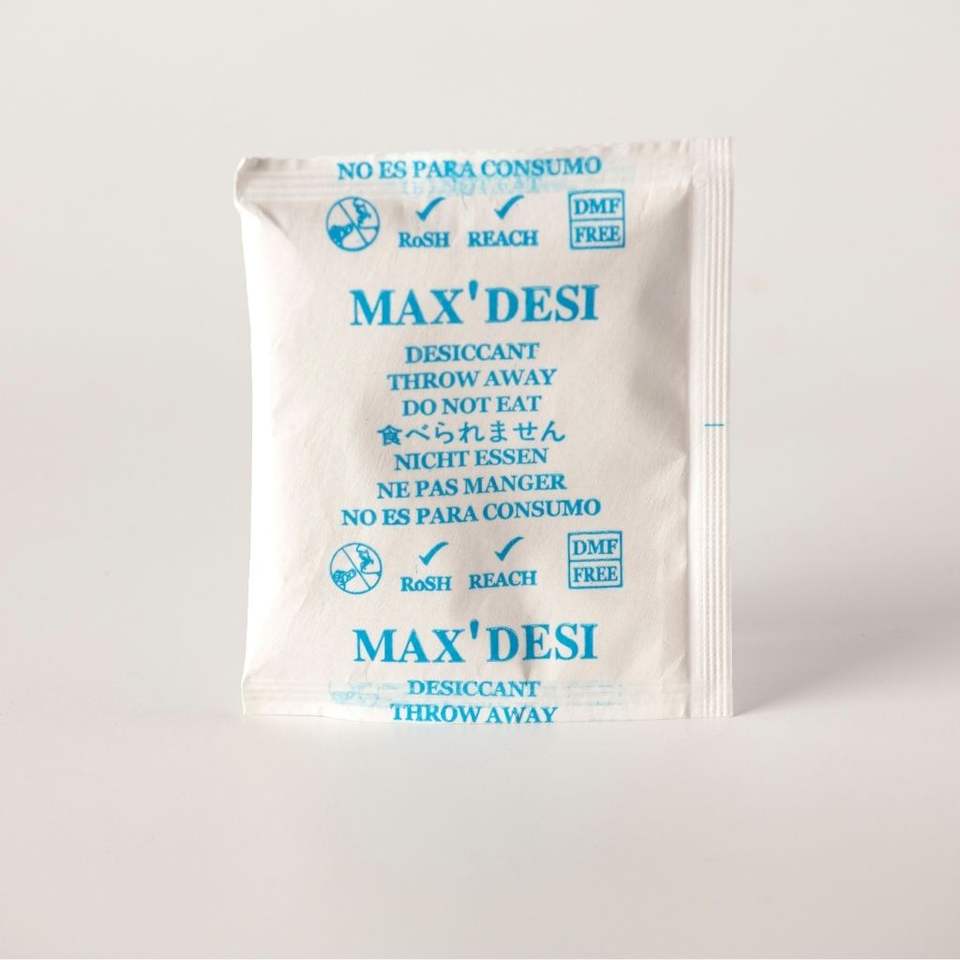 NO ES PARA CONSUMO
RoSH REACH DMF FREE
MAX'DESI
DESICCANT
THROW AWAY
DO NOT EAT
食べられません
NICHT ESSEN
NE PAS MANGER
NO ES PARA CONSUMO
RoSH REACH DMF FREE
MAX'DESI
DESICCANT
THROW AWAY